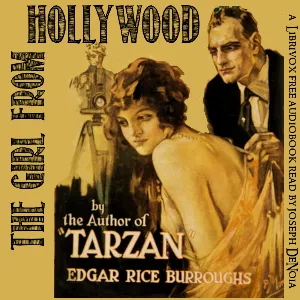 THE GIRL FROM
HOLLYWOOD
by
the Author of
"TARZAN"
EDGAR RICE BURROUGHS
A LIBRIVOX FREE AUDIOBOOK READ BY JOSEPH DENOIA